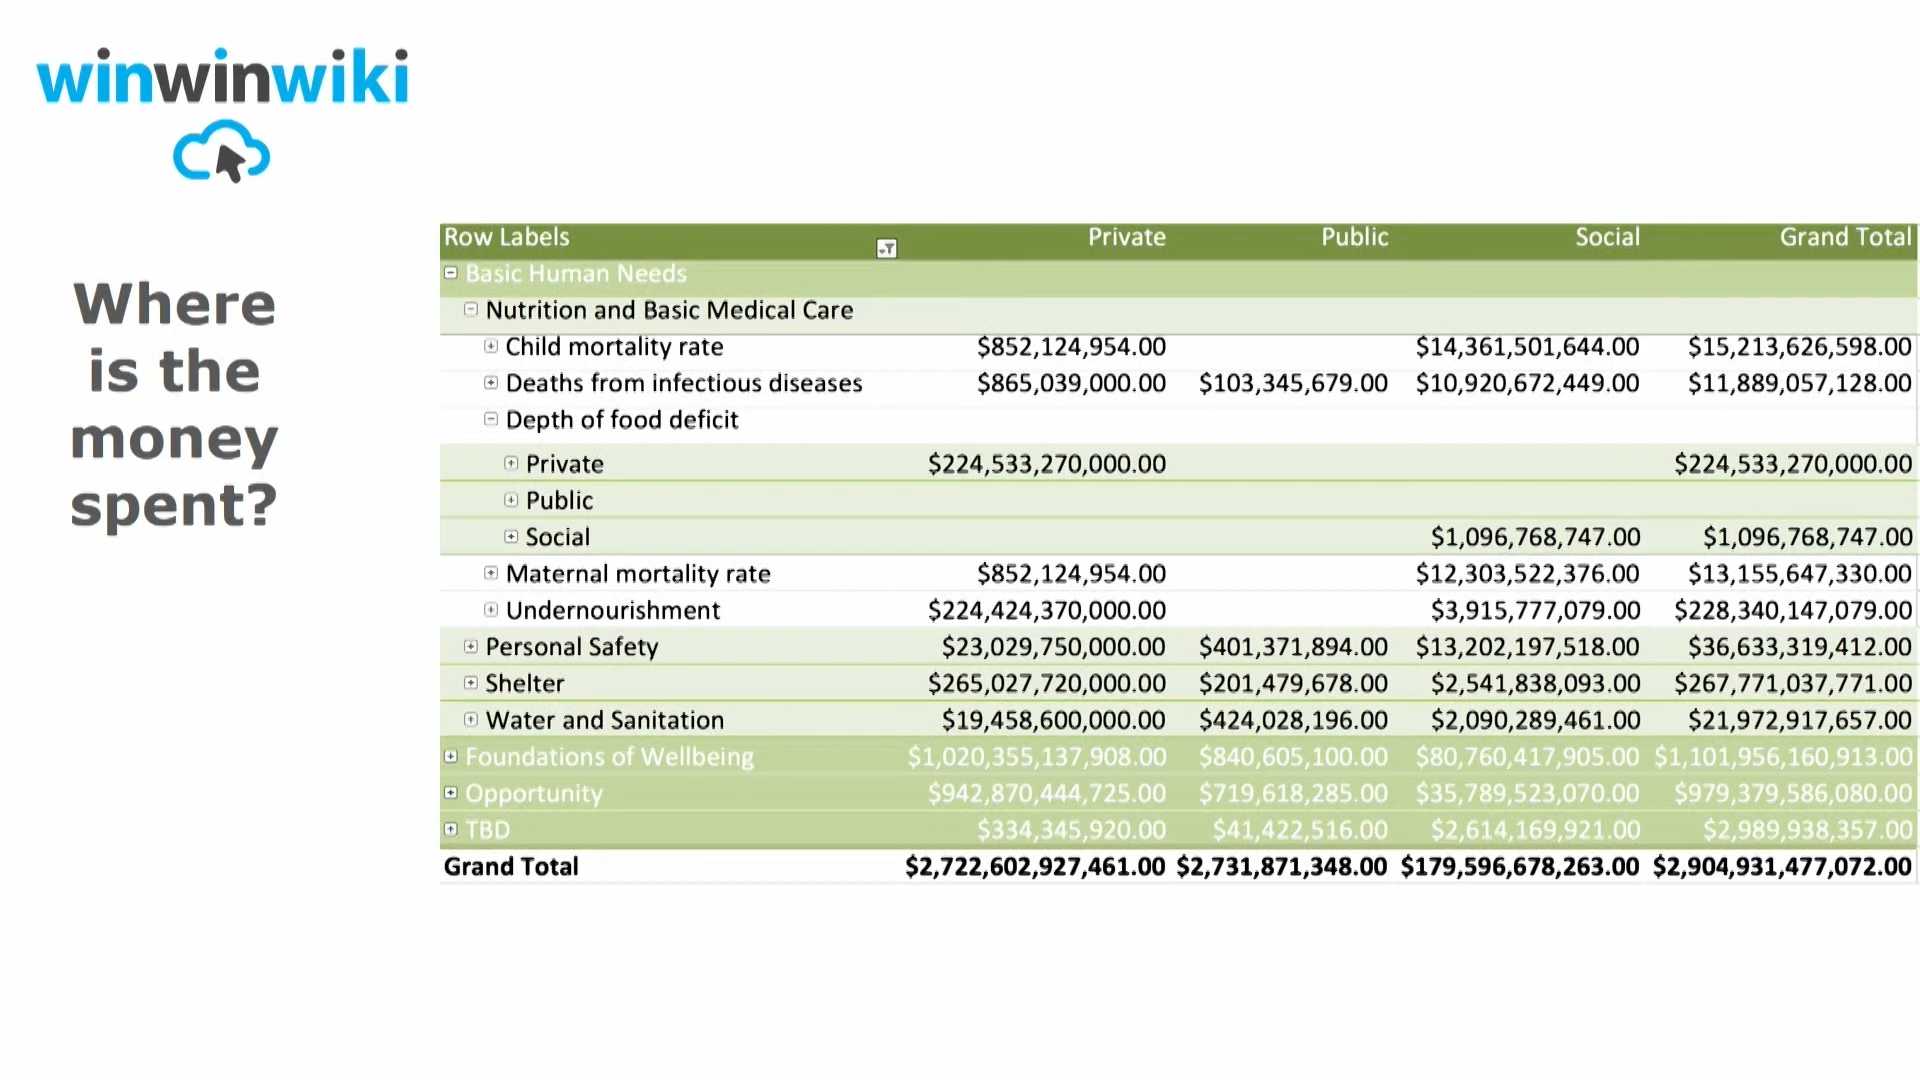 winwinwiki
Where
is the
money
spent?
Row Labels Private Public Social Grand Total
Basic Human Needs
Nutrition and Basic Medical Care
Child mortality rate $852,124,954.00 $14,361,501,644.00 $15,213,626,598.00
Deaths from infectious diseases $865,039,000.00 $103,345,679.00 $10,920,672,449.00 $11,889,057,128.00
Depth of food deficit
Private $224,533,270,000.00 $224,533,270,000.00
Public
Social $1,096,768,747.00 $1,096,768,747.00
Maternal mortality rate $852,124,954.00 $12,303,522,376.00 $13,155,647,330.00
Undernourishment $224,424,370,000.00 $3,915,777,079.00 $228,340,147,079.00
Personal Safety $23,029,750,000.00 $401,371,894.00 $13,202,197,518.00 $36,633,319,412.00
Shelter $265,027,720,000.00 $201,479,678.00 $2,541,838,093.00 $267,771,037,771.00
Water and Sanitation $19,458,600,000.00 $424,028,196.00 $2,090,289,461.00 $21,972,917,657.00
Foundations of Wellbeing $1,020,355,137,908.00 $840,605,100.00 $80,760,417,905.00 $1,101,956,160,913.00
Opportunity $942,870,444,725.00 $719,618,285.00 $35,789,523,070.00 $979,379,586,080.00
TBD $334,345,920.00 $41,422,516.00 $2,614,169,921.00 $2,989,938,357.00
Grand Total $2,722,602,927,461.00 $2,731,871,348.00 $179,596,678,263.00 $2,904,931,477,072.00